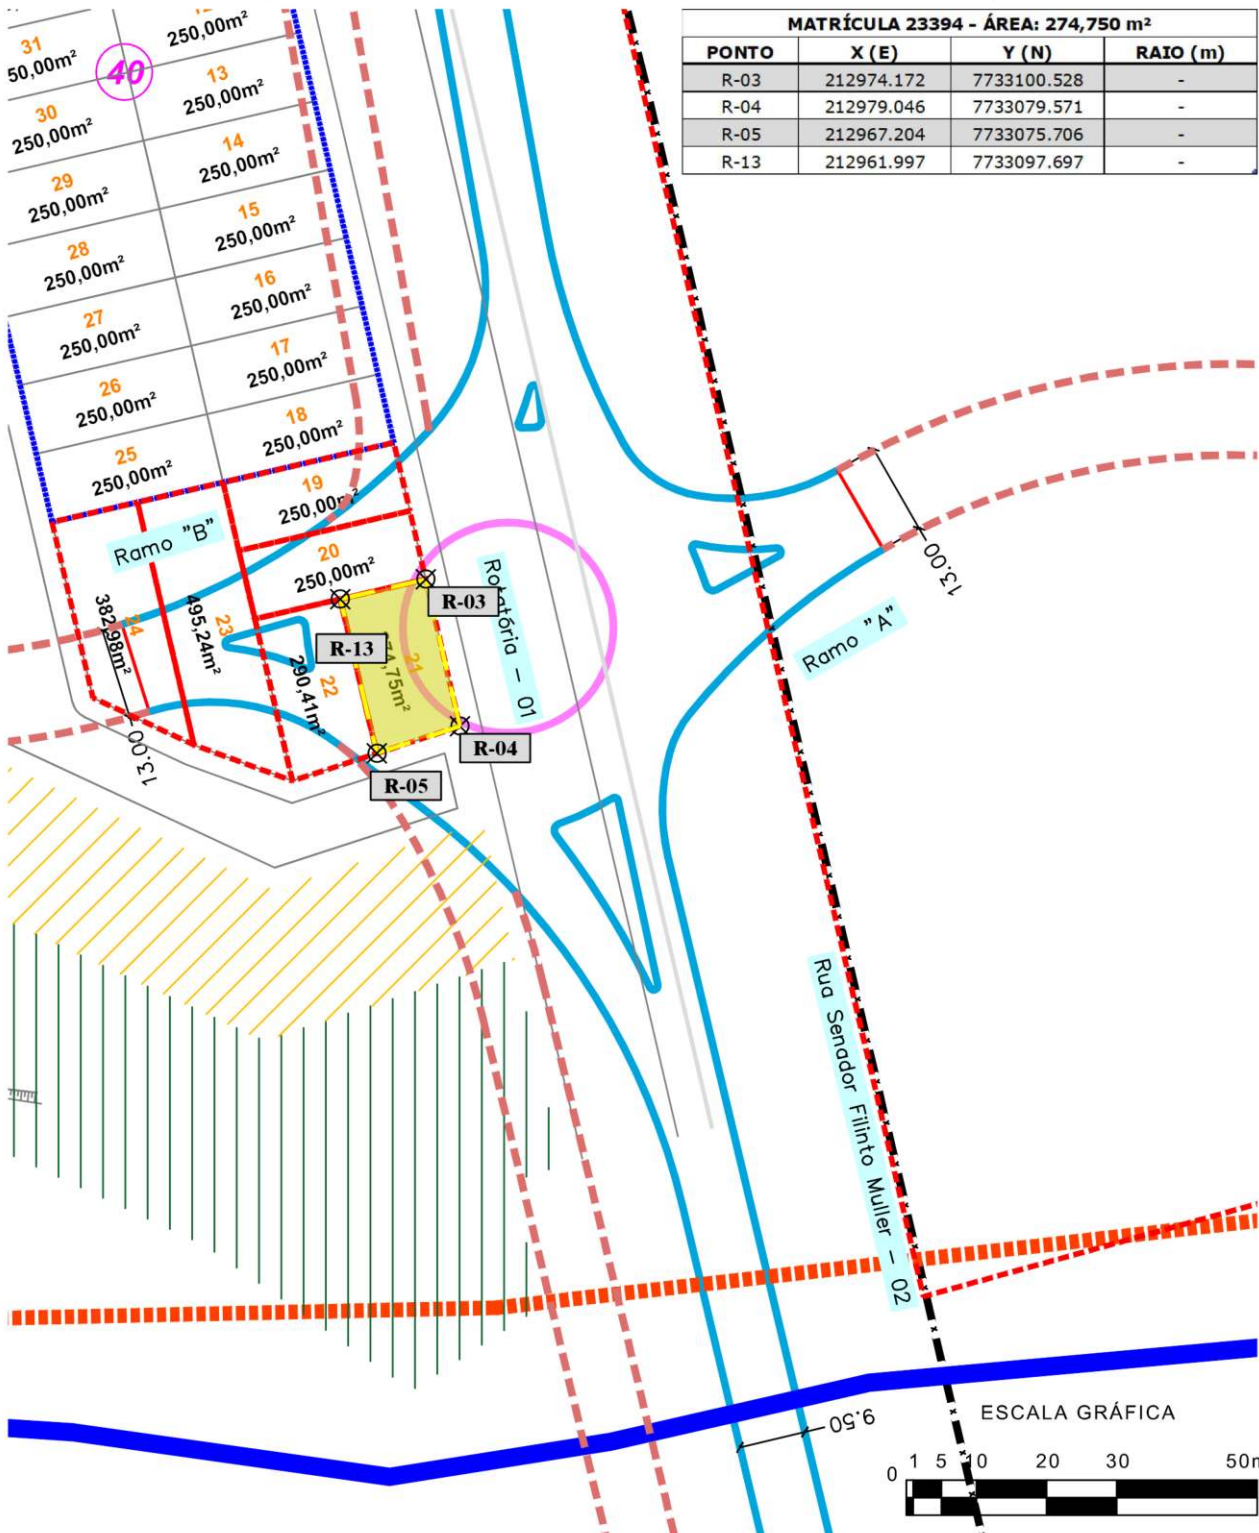 MATRÍCULA 23394 - ÁREA: 274,750 m²
PONTO X (E) Y (N) RAIO (m)
R-03 212974.172 7733100.528 -
R-04 212979.046 7733079.571 -
R-05 212967.204 7733075.706 -
R-13 212961.997 7733097.697 -
250,00m²
31
50,00m²
40
13
250,00m²
30
250,00m²
14
250,00m²
29
250,00m²
15
250,00m²
28
250,00m²
16
250,00m²
27
250,00m²
17
250,00m²
26
250,00m²
18
250,00m²
25
250,00m²
19
250,00m²
Ramo "B"
20
250,00m²
R-03
Rotatória - 01
13.00
Ramo "A"
24
382,98m²
23
495,24m²
22
290,41m²
R-13
21
74,75m²
R-04
R-05
13.00
Rua Senador Filinto Muller - 02
9.50
ESCALA GRÁFICA
0 1 5 10 20 30 50m